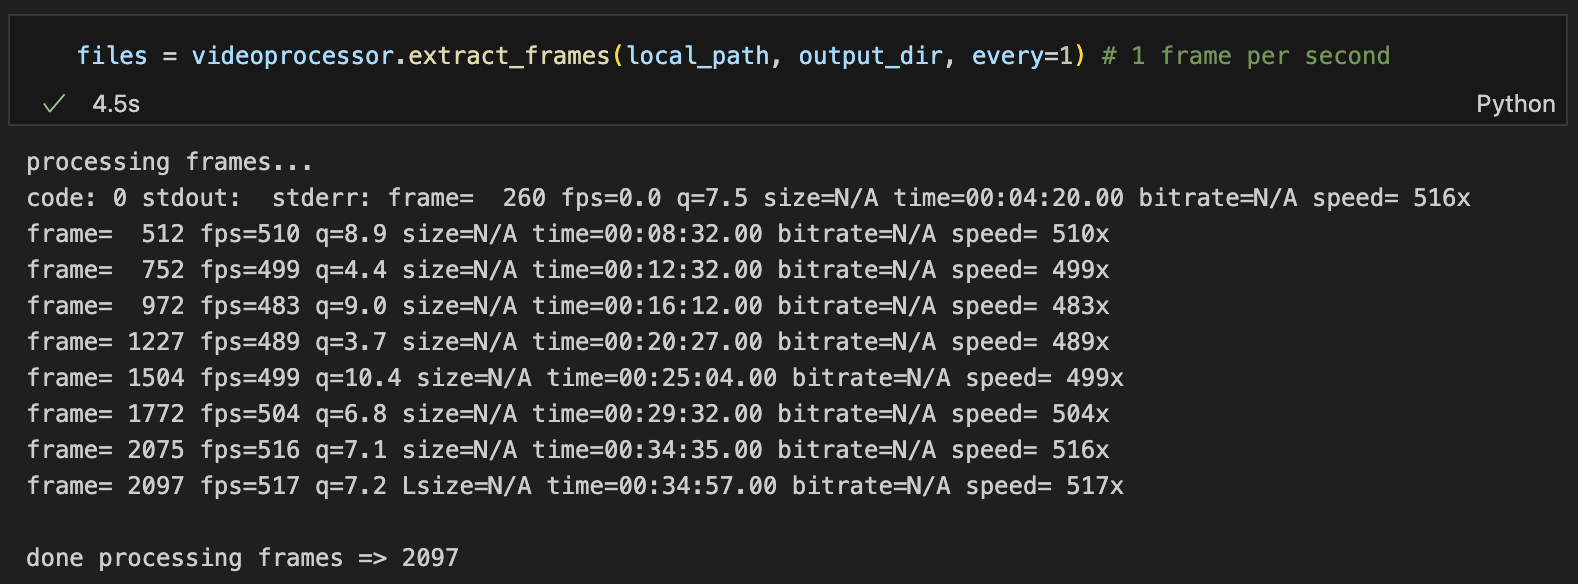 files = videoprocessor.extract_frames(local_path, output_dir, every=1) # 1 frame per second
4.5s
Python
processing frames...
code: 0 stdout:  stderr: frame=  260 fps=0.0 q=7.5 size=N/A time=00:04:20.00 bitrate=N/A speed= 516x
frame=  512 fps=510 q=8.9 size=N/A time=00:08:32.00 bitrate=N/A speed= 510x
frame=  752 fps=499 q=4.4 size=N/A time=00:12:32.00 bitrate=N/A speed= 499x
frame=  972 fps=483 q=9.0 size=N/A time=00:16:12.00 bitrate=N/A speed= 483x
frame= 1227 fps=489 q=3.7 size=N/A time=00:20:27.00 bitrate=N/A speed= 489x
frame= 1504 fps=499 q=10.4 size=N/A time=00:25:04.00 bitrate=N/A speed= 499x
frame= 1772 fps=504 q=6.8 size=N/A time=00:29:32.00 bitrate=N/A speed= 504x
frame= 2075 fps=516 q=7.1 size=N/A time=00:34:35.00 bitrate=N/A speed= 516x
frame= 2097 fps=517 q=7.2 Lsize=N/A time=00:34:57.00 bitrate=N/A speed= 517x
done processing frames => 2097